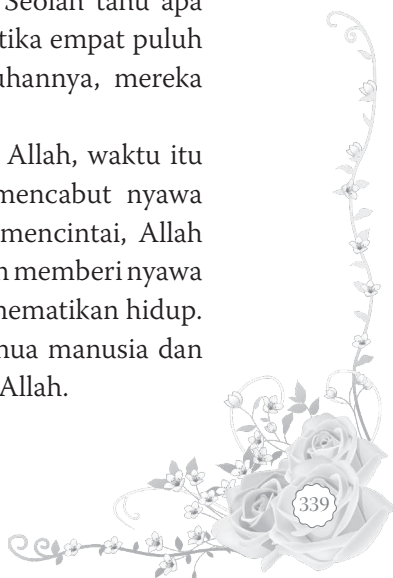 Seolah tahu apa
tika empat puluh
uhannya, mereka
Allah, waktu itu
mencabut nyawa
mencintai, Allah
n memberi nyawa
nematikan hidup.
nua manusia dan
Allah.
339